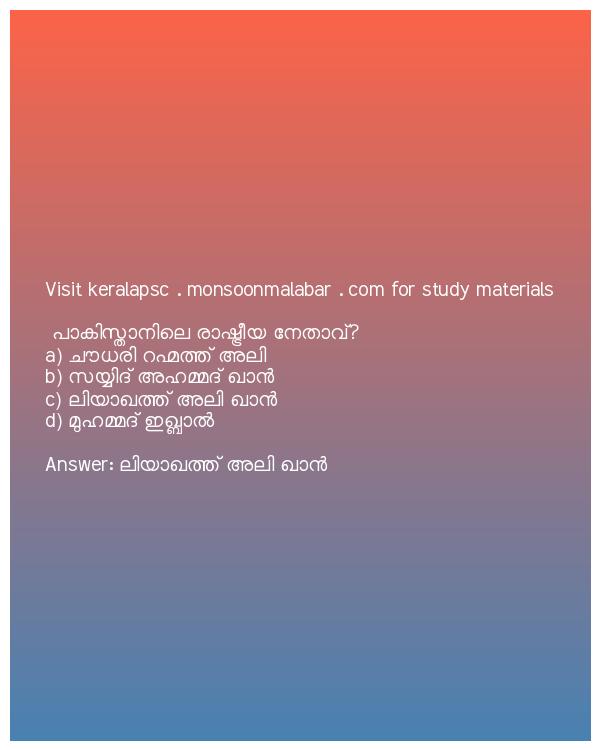 Visit keralapsc . monsoonmalabar . com for study materials
പാകിസ്താനിലെ രാഷ്ട്രീയ നേതാവ്?
a) ചൗധരി റഹ്മത്ത് അലി
b) സയ്യിദ് അഹമ്മദ് ഖാൻ
c) ലിയാഖത്ത് അലി ഖാൻ
d) മുഹമ്മദ് ഇഖ്ബാൽ
Answer: ലിയാഖത്ത് അലി ഖാൻ